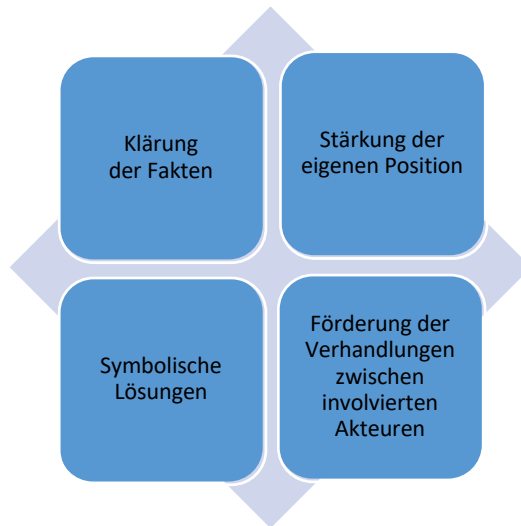 Klärung
der Fakten
Stärkung der
eigenen Position
Symbolische
Lösungen
Förderung der
Verhandlungen
zwischen
involvierten
Akteuren